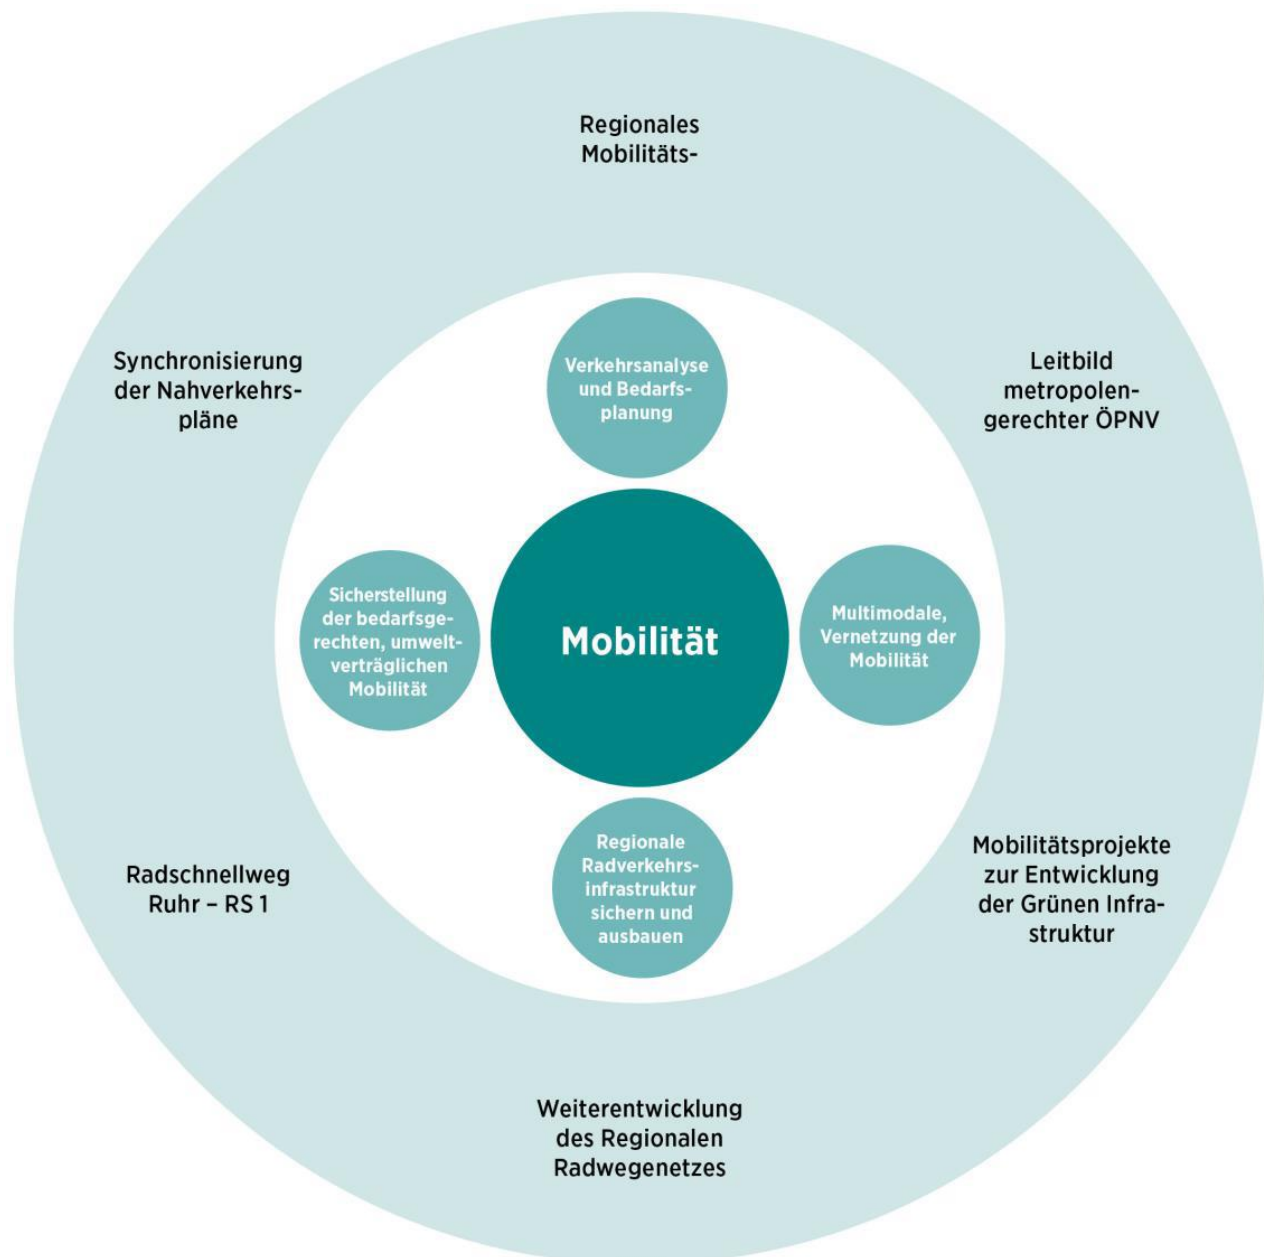 Regionales
Mobilitäts-
Synchronisierung
der Nahverkehrs-
pläne
Verkehrsanalyse
und Bedarfs-
planung
Leitbild
metropolen-
gerechter ÖPNV
Sicherstellung
der bedarfsge-
rechten, umwelt-
verträglichen
Mobilität
Mobilität
Multimodale,
Vernetzung der
Mobilität
Radschnellweg
Ruhr – RS 1
Regionale
Radverkehrs-
infrastruktur
sichern und
ausbauen
Mobilitätsprojekte
zur Entwicklung
der Grünen Infra-
struktur
Weiterentwicklung
des Regionalen
Radwegenetzes